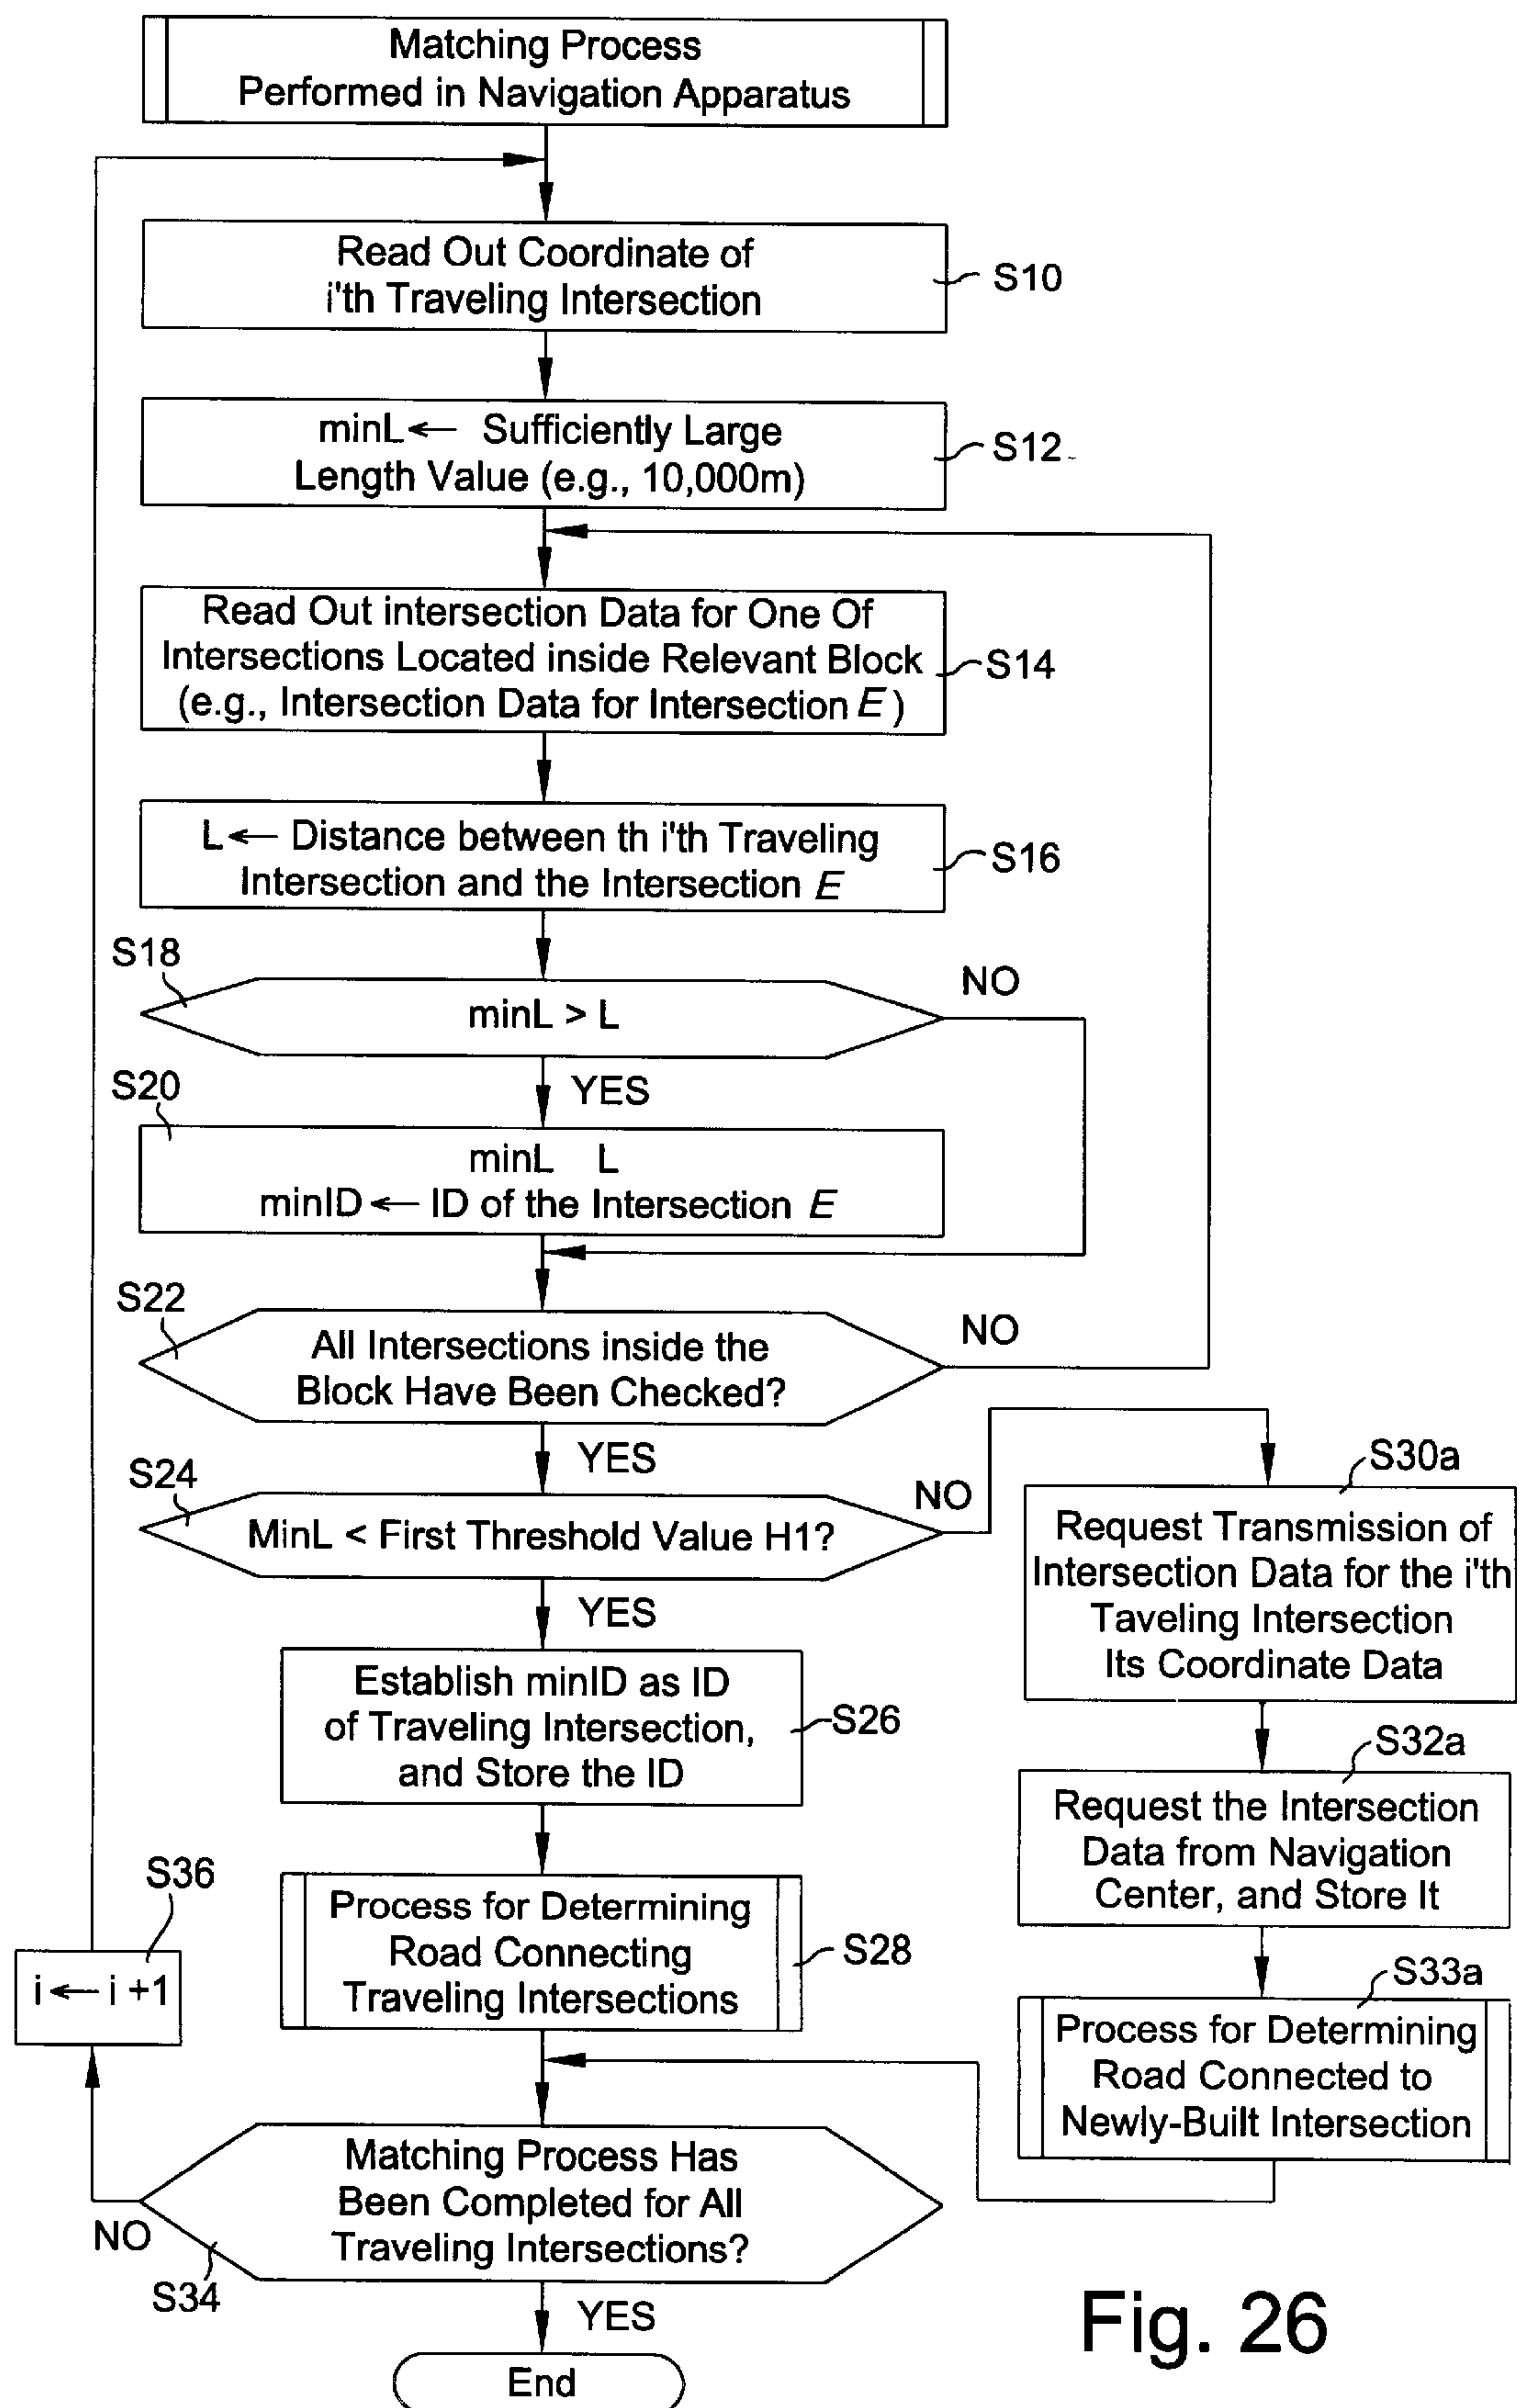 Matching Process
Performed in Navigation Apparatus
Read Out Coordinate of
i'th Traveling Intersection
S10
minL← Sufficiently Large
Length Value (e.g., 10,000m)
S12
Read Out intersection Data for One Of
Intersections Located inside Relevant Block
(e.g., Intersection Data for Intersection E)
S14
L← Distance between th i'th Traveling
Intersection and the Intersection E
S16
S18
minL > L
NO
YES
S20
minL L
minID← ID of the Intersection E
S22
All Intersections inside the
Block Have Been Checked?
NO
YES
S24
MinL < First Threshold Value H1?
NO
YES
S30a
Request Transmission of
Intersection Data for the i'th
Taveling Intersection
Its Coordinate Data
Establish minID as ID
of Traveling Intersection,
and Store the ID
S26
S32a
Request the Intersection
Data from Navigation
Center, and Store It
Process for Determining
Road Connecting
Traveling Intersections
S28
S33a
Process for Determining
Road Connected to
Newly-Built Intersection
S36
i← i +1
Matching Process Has
Been Completed for All
Traveling Intersections?
NO
S34
YES
End
Fig. 26